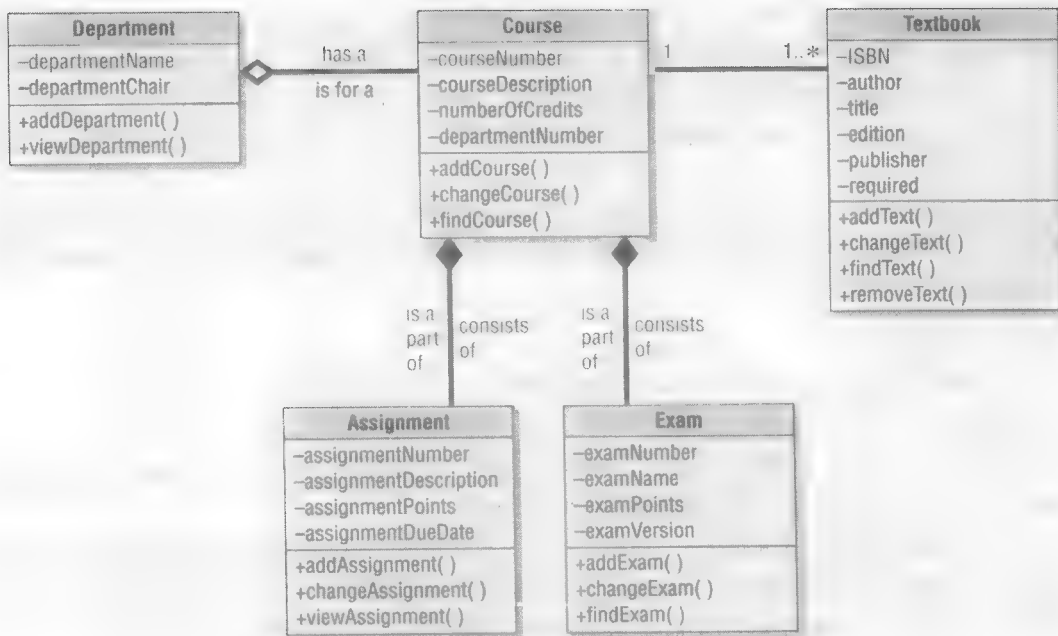 Department
–departmentName
–departmentChair
+addDepartment( )
+viewDepartment( )
has a
is for a
Course
–courseNumber
–courseDescription
–numberOfCredits
–departmentNumber
+addCourse( )
+changeCourse( )
+findCourse( )
1
1..*
Textbook
–ISBN
–author
–title
–edition
–publisher
–required
+addText( )
+changeText( )
+findText( )
+removeText( )
is a
part
of
consists
of
is a
part
of
consists
of
Assignment
–assignmentNumber
–assignmentDescription
–assignmentPoints
–assignmentDueDate
+addAssignment( )
+changeAssignment( )
+viewAssignment( )
Exam
–examNumber
–examName
–examPoints
–examVersion
+addExam( )
+changeExam( )
+findExam( )